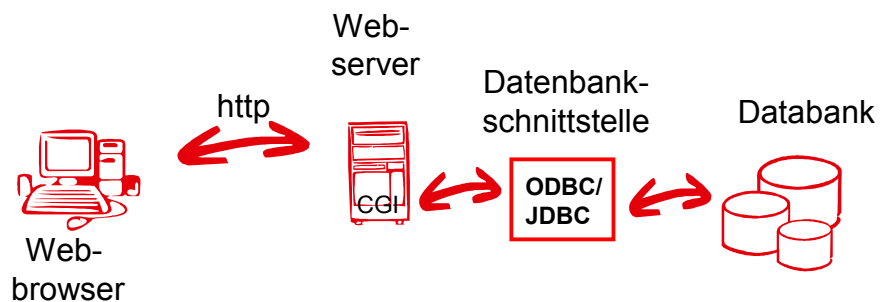 Web-
server
http
Datenbank-
schnittstelle
Databank
CGI
ODBC/
JDBC
Web-
browser